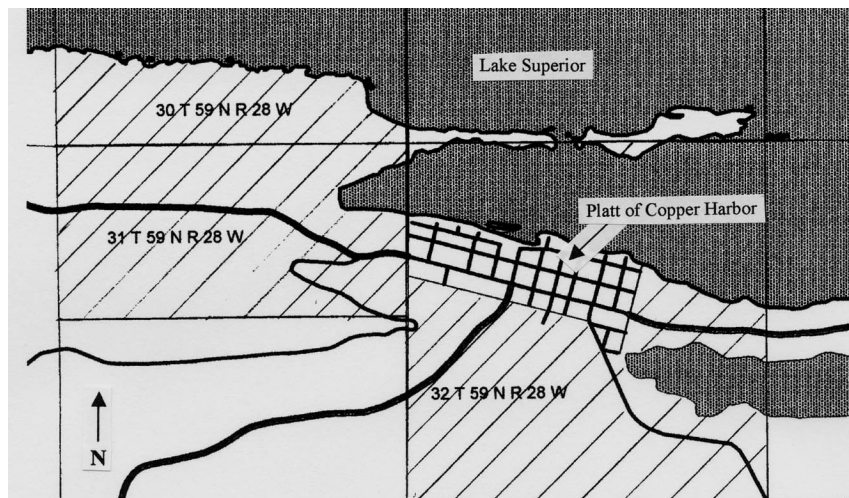 Lake Superior
30 T 59 N R 28 W
Platt of Copper Harbor
31 T 59 N R 28 W
32 T 59 N R 28 W
N